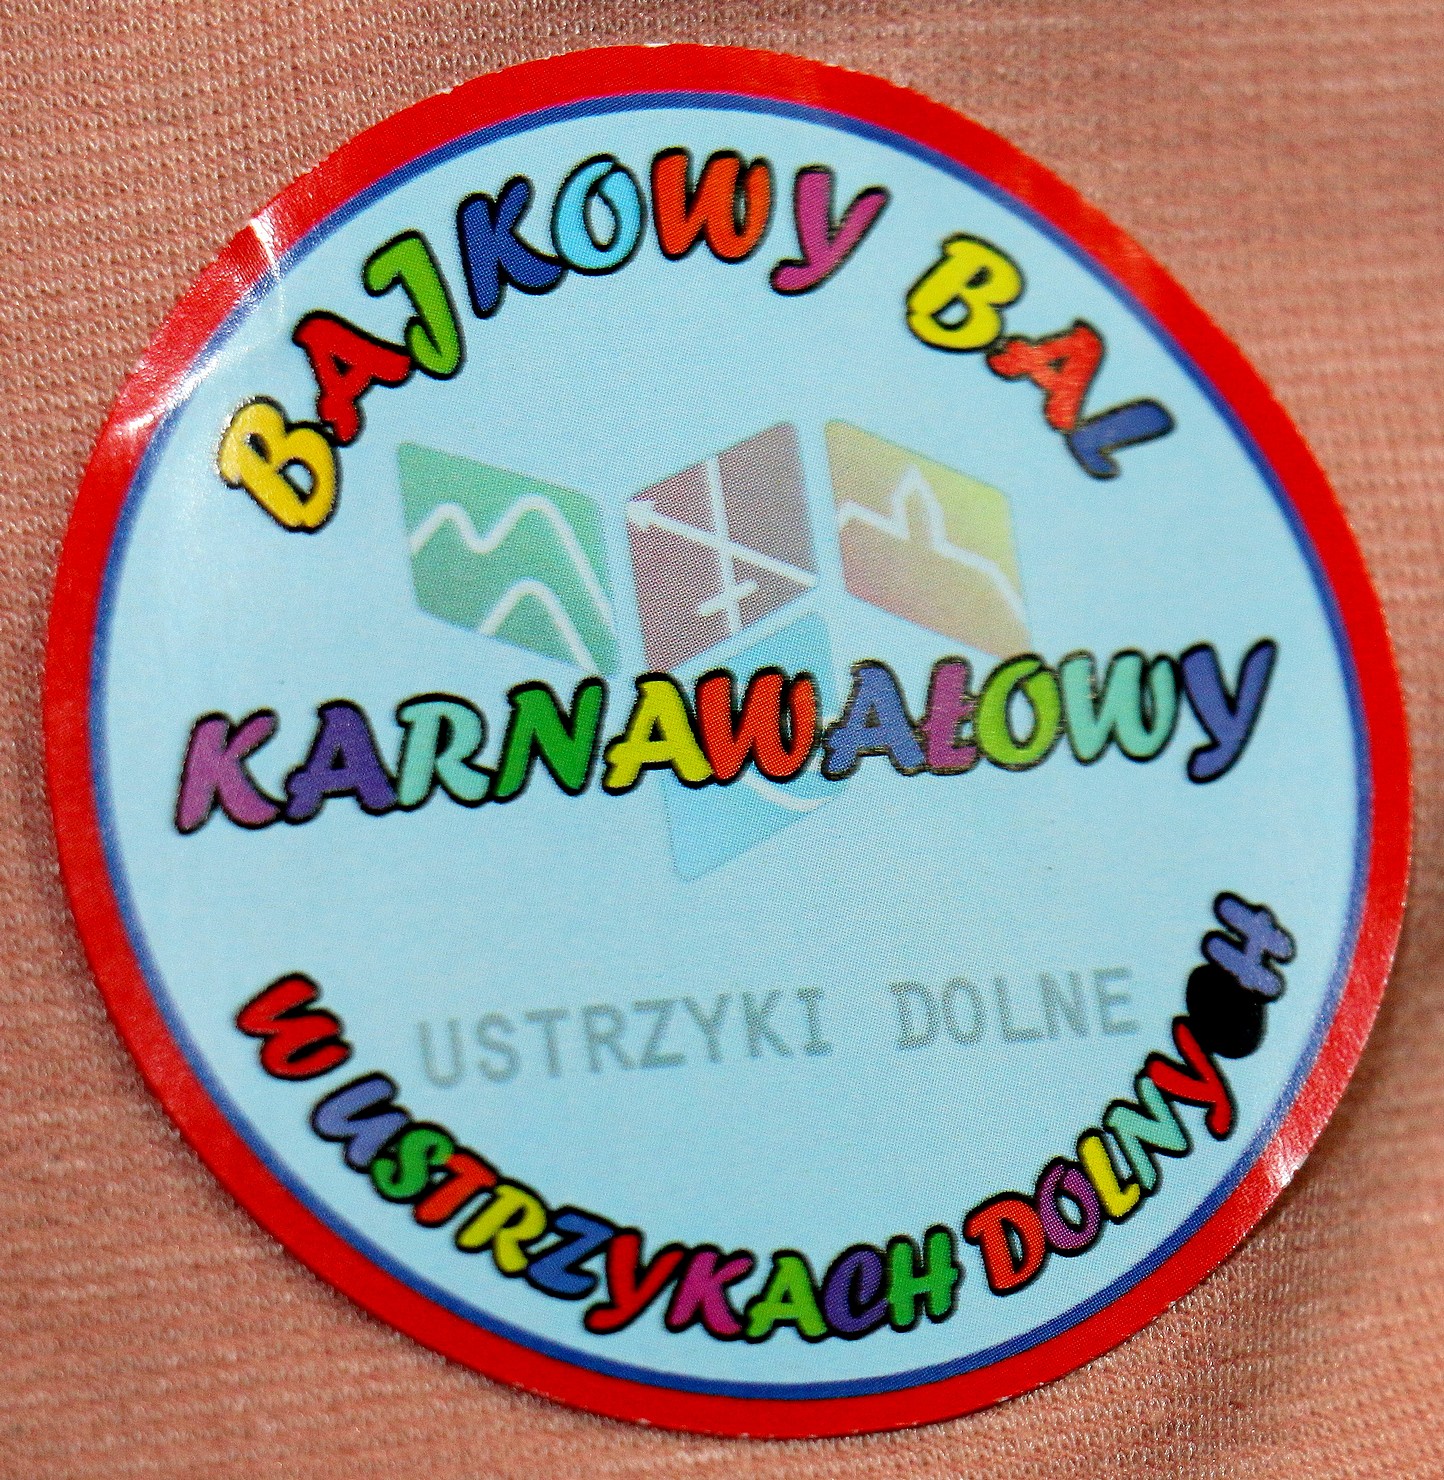 BAJKOWY BAL
KARNAWAŁOWY
USTRZYKI DOLNE
W USTRZYKACH DOLNYCH